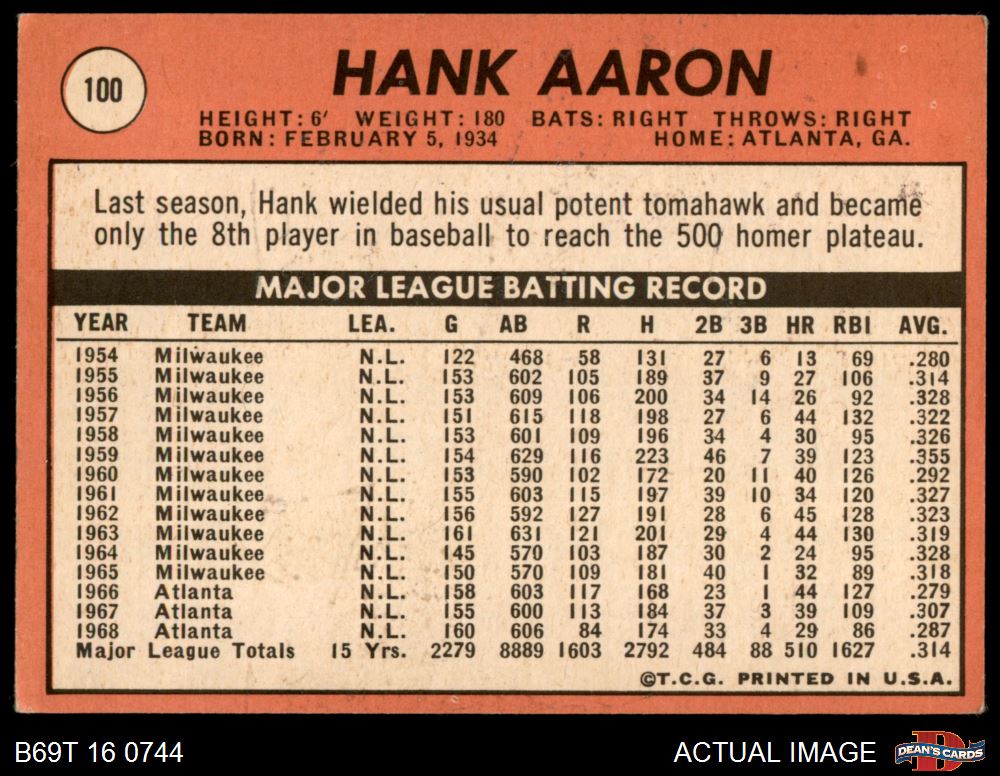 100
HANK AARON
HEIGHT: 6' WEIGHT: 180 BATS: RIGHT THROWS: RIGHT
BORN: FEBRUARY 5, 1934 HOME: ATLANTA, GA.
Last season, Hank wielded his usual potent tomahawk and became
only the 8th player in baseball to reach the 500 homer plateau.
MAJOR LEAGUE BATTING RECORD
YEAR TEAM LEA. G AB R H 2B 3B HR RBI AVG.
1954 Milwaukee N.L. 122 468 58 131 27 6 13 69 .280
1955 Milwaukee N.L. 153 602 105 189 37 9 27 106 .314
1956 Milwaukee N.L. 153 609 106 200 34 14 26 92 .328
1957 Milwaukee N.L. 151 615 118 198 27 6 44 132 .322
1958 Milwaukee N.L. 153 601 109 196 34 4 30 95 .326
1959 Milwaukee N.L. 154 629 116 223 46 7 39 123 .355
1960 Milwaukee N.L. 153 590 102 172 20 11 40 126 .292
1961 Milwaukee N.L. 155 603 115 197 39 10 34 120 .327
1962 Milwaukee N.L. 156 592 127 191 28 6 45 128 .323
1963 Milwaukee N.L. 161 631 121 201 29 4 44 130 .319
1964 Milwaukee N.L. 145 570 103 187 30 2 24 95 .328
1965 Milwaukee N.L. 150 570 109 181 40 1 32 89 .318
1966 Atlanta N.L. 158 603 117 168 23 1 44 127 .279
1967 Atlanta N.L. 155 600 113 184 37 3 39 109 .307
1968 Atlanta N.L. 160 606 84 174 33 4 29 86 .287
Major League Totals 15 Yrs. 2279 8889 1603 2792 484 88 510 1627 .314
©T.C.G. PRINTED IN U.S.A.
B69T 16 0744 ACTUAL IMAGE D DEAN'S CARDS